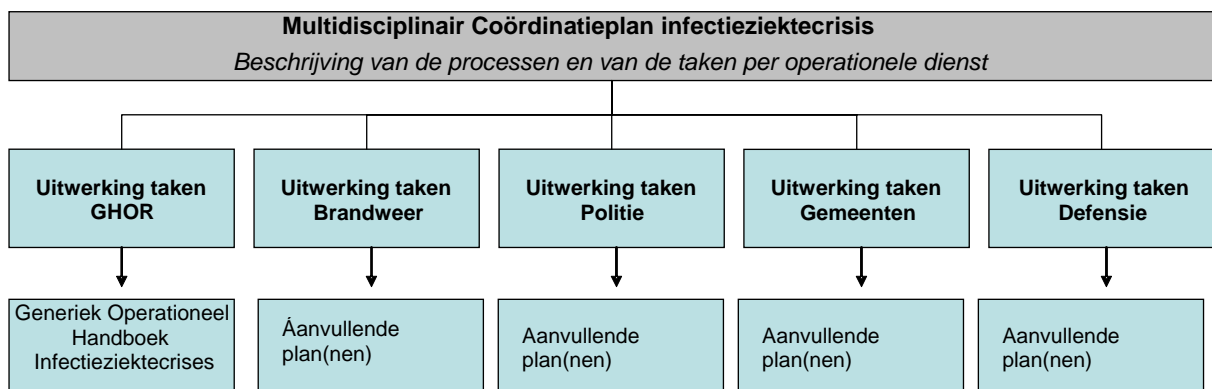 Multidisciplinair Coördinatieplan infectieziektecrisis
Beschrijving van de processen en van de taken per operationele dienst
Uitwerking taken
GHOR
Uitwerking taken
Brandweer
Uitwerking taken
Politie
Uitwerking taken
Gemeenten
Uitwerking taken
Defensie
Generiek Operationeel
Handboek
Infectieziektecrises
Áanvullende
plan(nen)
Aanvullende
plan(nen)
Aanvullende
plan(nen)
Aanvullende
plan(nen)